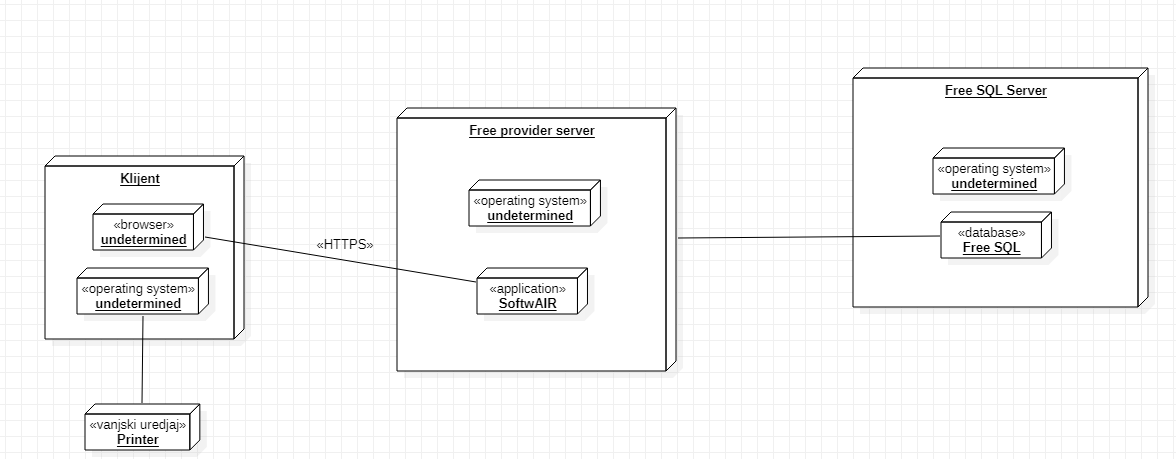 Klijent
«browser»
undetermined
«operating system»
undetermined
«vanjski uredjaj»
Printer
«HTTPS»
Free provider server
«operating system»
undetermined
«application»
SoftwAIR
Free SQL Server
«operating system»
undetermined
«database»
Free SQL